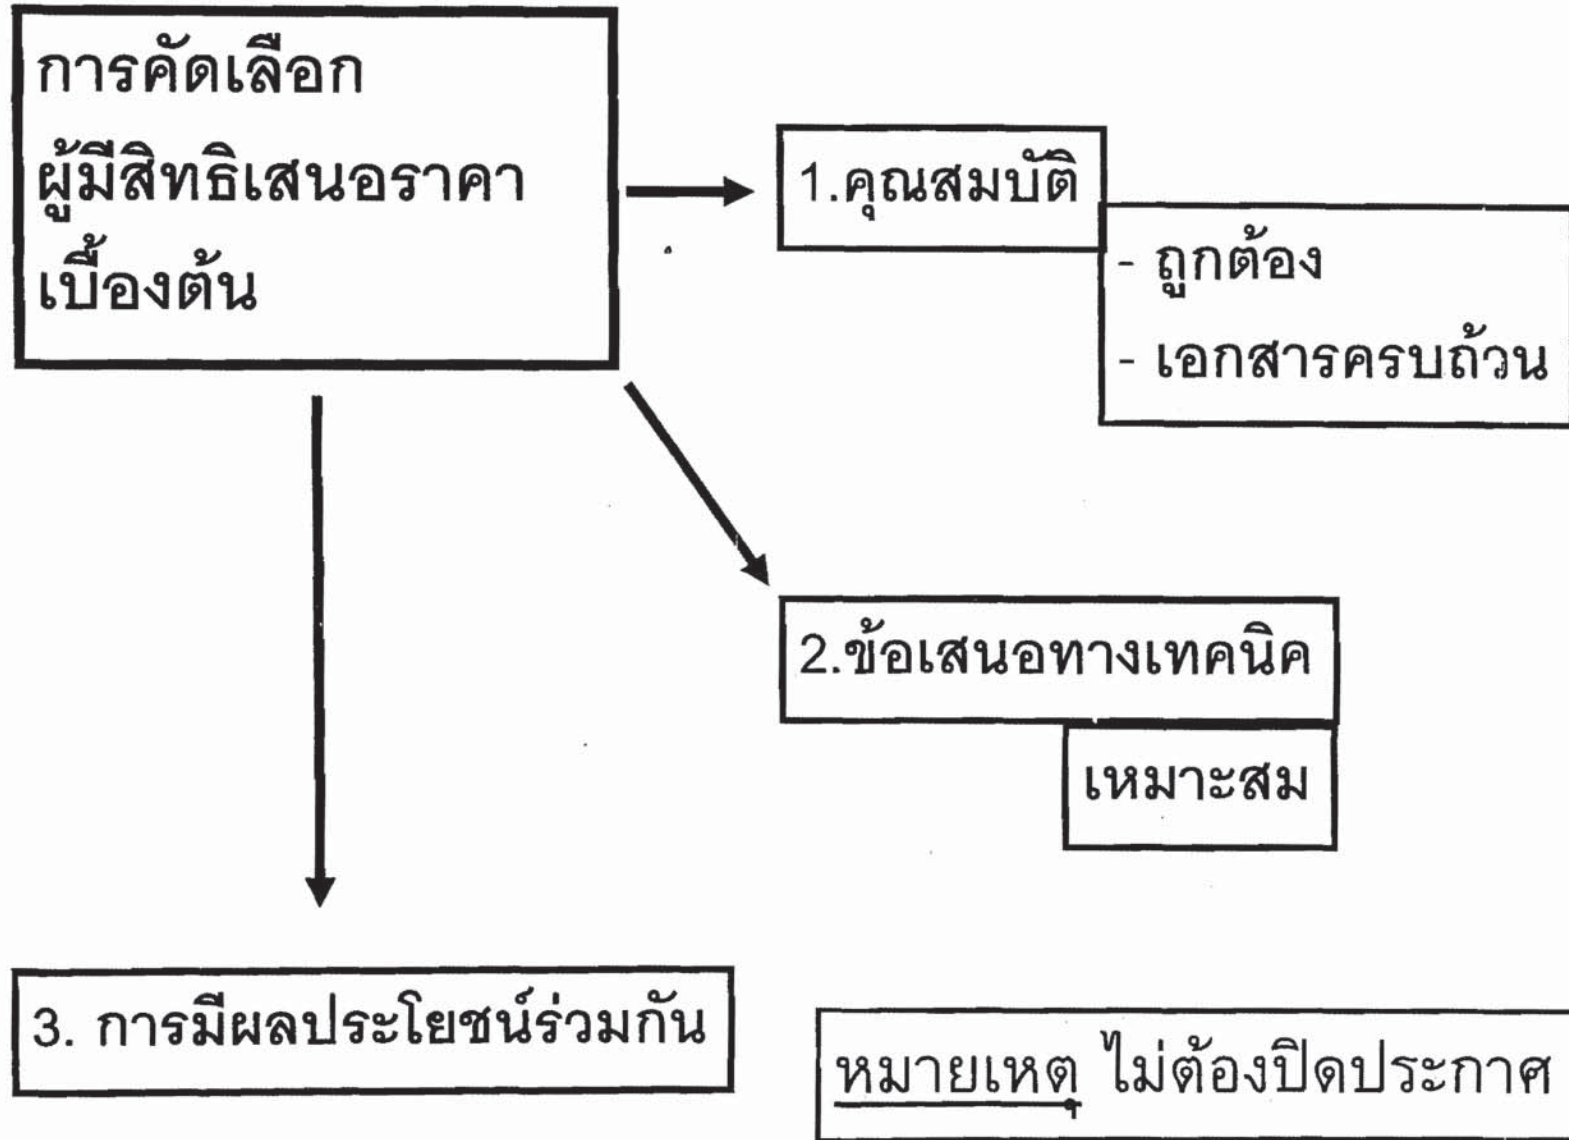 การคัดเลือก
ผู้มีสิทธิเสนอราคา
เบื้องต้น
1.คุณสมบัติ
- ถูกต้อง
- เอกสารครบถ้วน
2.ข้อเสนอทางเทคนิค
เหมาะสม
3. การมีผลประโยชน์ร่วมกัน
หมายเหตุ ไม่ต้องปิดประกาศ